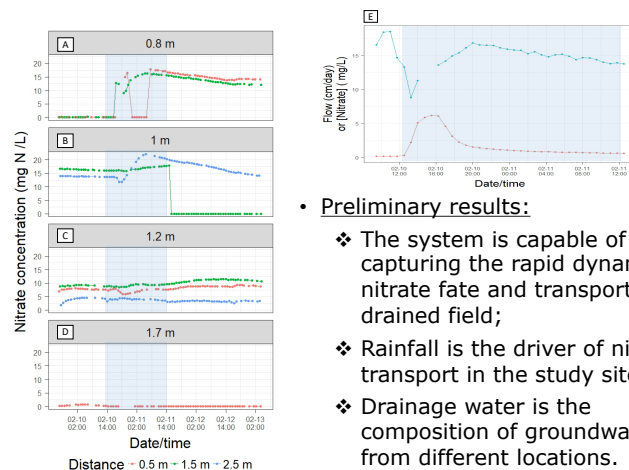 A
0.8 m
20
15
10
5
0
B
1 m
20
15
10
5
0
C
1.2 m
20
15
10
5
0
D
1.7 m
20
15
10
5
0
Nitrate concentration (mg N /L)
02-10 02-10 02-11 02-11 02-12 02-12 02-13
02:00 14:00 02:00 14:00 02:00 14:00 02:00
Date/time
Distance 0.5 m 1.5 m 2.5 m
E
15
10
5
0
Flow (cm/day)
or [Nitrate] ( mg/L)
02-10 02-10 02-10 02-11 02-11 02-11 02-11
12:00 16:00 20:00 00:00 04:00 08:00 12:00
Date/time
• Preliminary results:
❖ The system is capable of
capturing the rapid dynam
nitrate fate and transport
drained field;
❖ Rainfall is the driver of ni
transport in the study site
❖ Drainage water is the
composition of groundwa
from different locations.